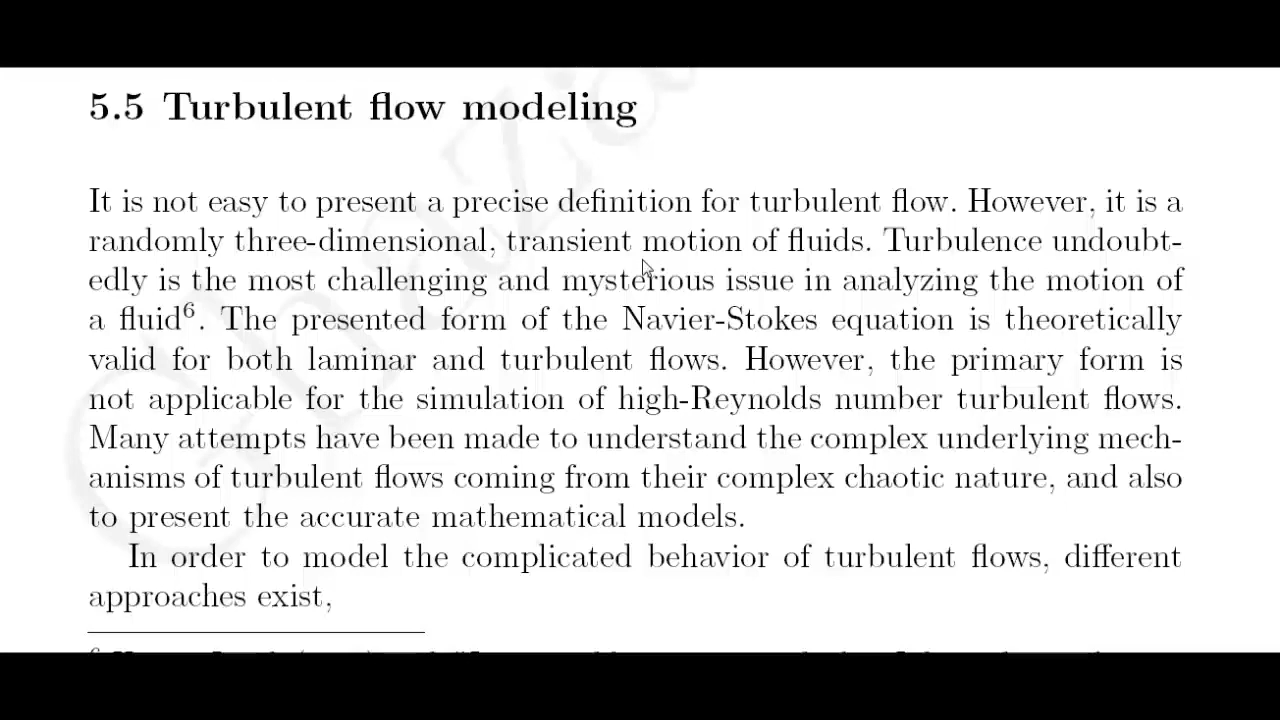 5.5 Turbulent flow modeling
It is not easy to present a precise definition for turbulent flow. However, it is a
randomly three-dimensional, transient motion of fluids. Turbulence undoubt-
edly is the most challenging and mysterious issue in analyzing the motion of
a fluid⁶. The presented form of the Navier-Stokes equation is theoretically
valid for both laminar and turbulent flows. However, the primary form is
not applicable for the simulation of high-Reynolds number turbulent flows.
Many attempts have been made to understand the complex underlying mech-
anisms of turbulent flows coming from their complex chaotic nature, and also
to present the accurate mathematical models.
In order to model the complicated behavior of turbulent flows, different
approaches exist,